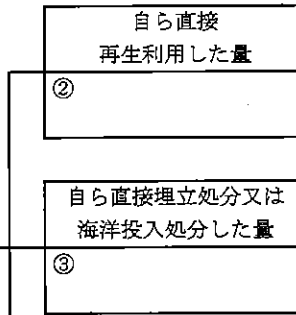 自ら直接
再生利用した量
②
自ら直接埋立処分又は
海洋投入処分した量
③